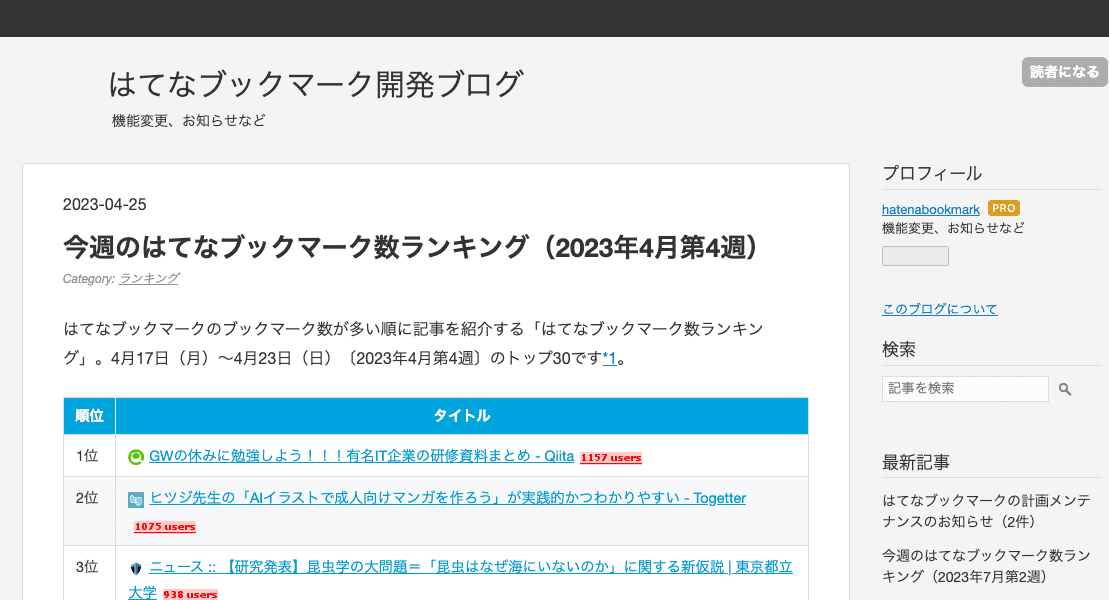 はてなブックマーク開発ブログ
機能変更、お知らせなど
読者になる
2023-04-25
今週のはてなブックマーク数ランキング（2023年4月第4週）
Category: ランキング
はてなブックマークのブックマーク数が多い順に記事を紹介する「はてなブックマーク数ランキン
グ」。4月17日（月）〜4月23日（日）〔2023年4月第4週〕のトップ30です*1。
順位 タイトル
1位 GWの休みに勉強しよう！！！有名IT企業の研修資料まとめ - Qiita 1157 users
2位 ヒツジ先生の「AIイラストで成人向けマンガを作ろう」が実践的かつわかりやすい - Togetter
1075 users
3位 ニュース :: 【研究発表】昆虫学の大問題＝「昆虫はなぜ海にいないのか」に関する新仮説 | 東京都立
大学 938 users
プロフィール
hatenabookmark PRO
機能変更、お知らせなど
このブログについて
検索
記事を検索
最新記事
はてなブックマークの計画メンテ
ナンスのお知らせ（2件）
今週のはてなブックマーク数ラン
キング（2023年7月第2週）